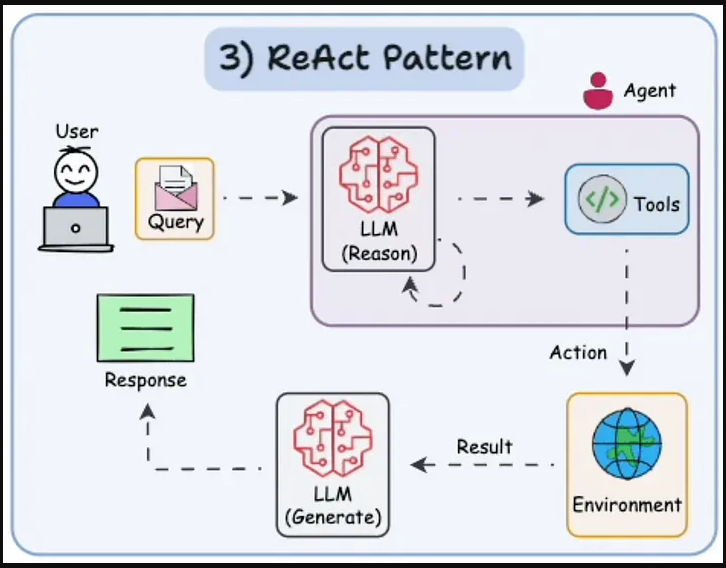 3) ReAct Pattern
Agent
User
Query
LLM
(Reason)
</> Tools
Action
Response
Result
LLM
(Generate)
Environment